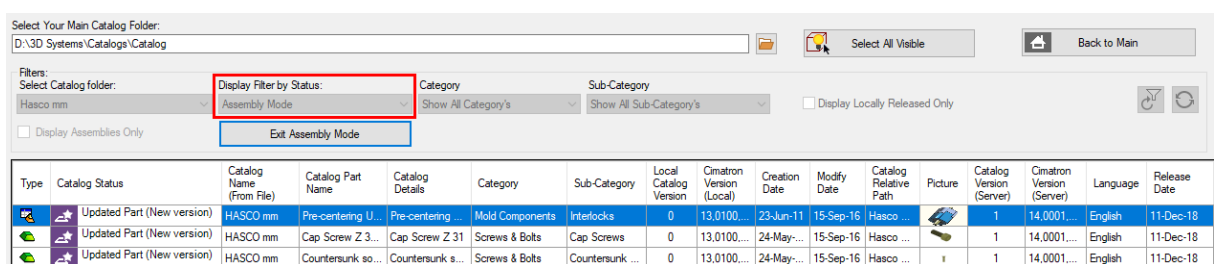 Select Your Main Catalog Folder:
D:\3D Systems\Catalogs\Catalog
Select All Visible
Back to Main
Filters:
Select Catalog folder:
Display Filter by Status:
Category
Sub-Category
Hasco mm
Assembly Mode
Show All Category's
Show All Sub-Category's
Display Locally Released Only
Display Assemblies Only
Exit Assembly Mode
Type Catalog Status Catalog Name (From File) Catalog Part Name Catalog Details Category Sub-Category Local Catalog Version Cimatron Version (Local) Creation Date Modify Date Catalog Relative Path Picture Catalog Version (Server) Cimatron Version (Server) Language Release Date
Updated Part (New version) HASCO mm Pre-centering U... Pre-centering ... Mold Components Interlocks 0 13,0100,... 23-Jun-11 15-Sep-16 Hasco ... 1 14,0001,... English 11-Dec-18
Updated Part (New version) HASCO mm Cap Screw Z 3... Cap Screw Z 31 Screws & Bolts Cap Screws 0 13,0100,... 24-May-... 15-Sep-16 Hasco ... 1 14,0001,... English 11-Dec-18
Updated Part (New version) HASCO mm Countersunk so... Countersunk s... Screws & Bolts Countersunk ... 0 13,0100,... 24-May-... 15-Sep-16 Hasco ... 1 14,0001,... English 11-Dec-18